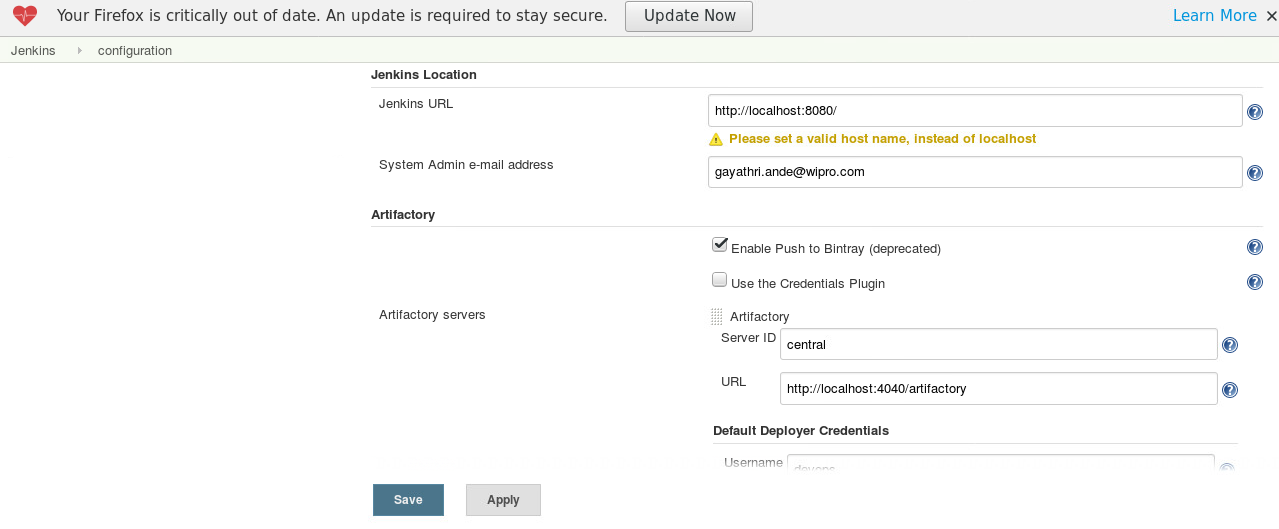 Your Firefox is critically out of date. An update is required to stay secure. Update Now Learn More ×
Jenkins configuration
Jenkins Location
Jenkins URL http://localhost:8080/
Please set a valid host name, instead of localhost
System Admin e-mail address gayathri.ande@wipro.com
Artifactory
Enable Push to Bintray (deprecated)
Use the Credentials Plugin
Artifactory servers Artifactory
Server ID central
URL http://localhost:4040/artifactory
Default Deployer Credentials
Username devops
Save Apply